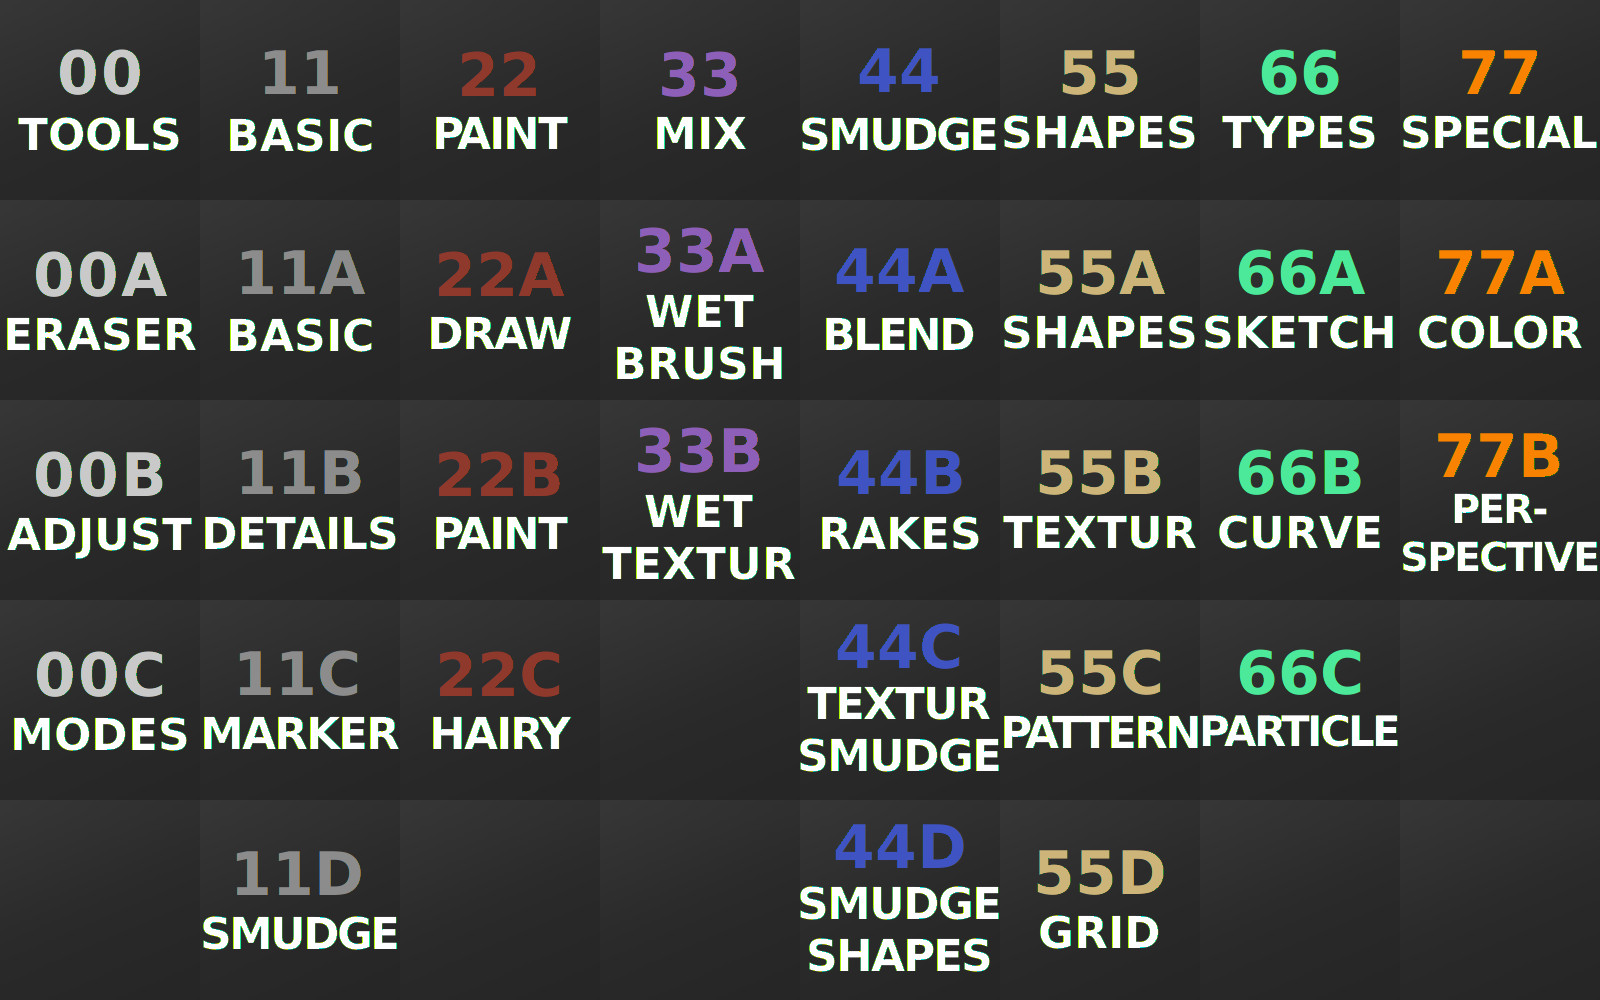 00 11 22 33 44 55 66 77
TOOLS BASIC PAINT MIX SMUDGE SHAPES TYPES SPECIAL
00A 11A 22A 33A 44A 55A 66A 77A
ERASER BASIC DRAW WET BRUSH BLEND SHAPES SKETCH COLOR
00B 11B 22B 33B 44B 55B 66B 77B
ADJUST DETAILS PAINT WET TEXTUR RAKES TEXTUR CURVE PER-SPECTIVE
00C 11C 22C 44C 55C 66C
MODES MARKER HAIRY TEXTUR SMUDGE PATTERN PARTICLE
11D 44D 55D
SMUDGE SMUDGE SHAPES GRID